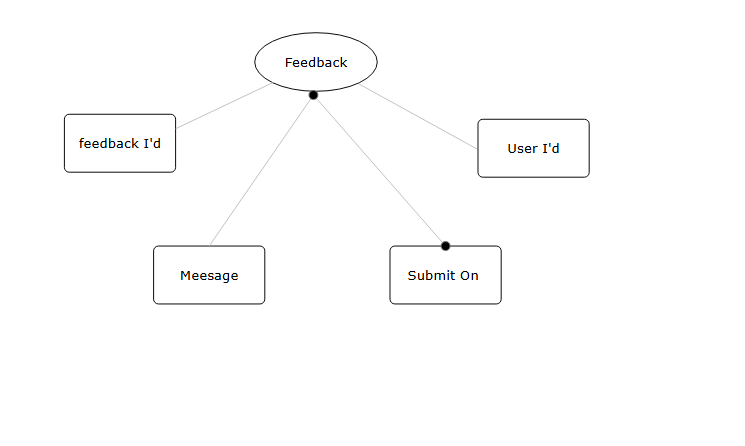 Feedback
feedback I'd
User I'd
Meesage
Submit On